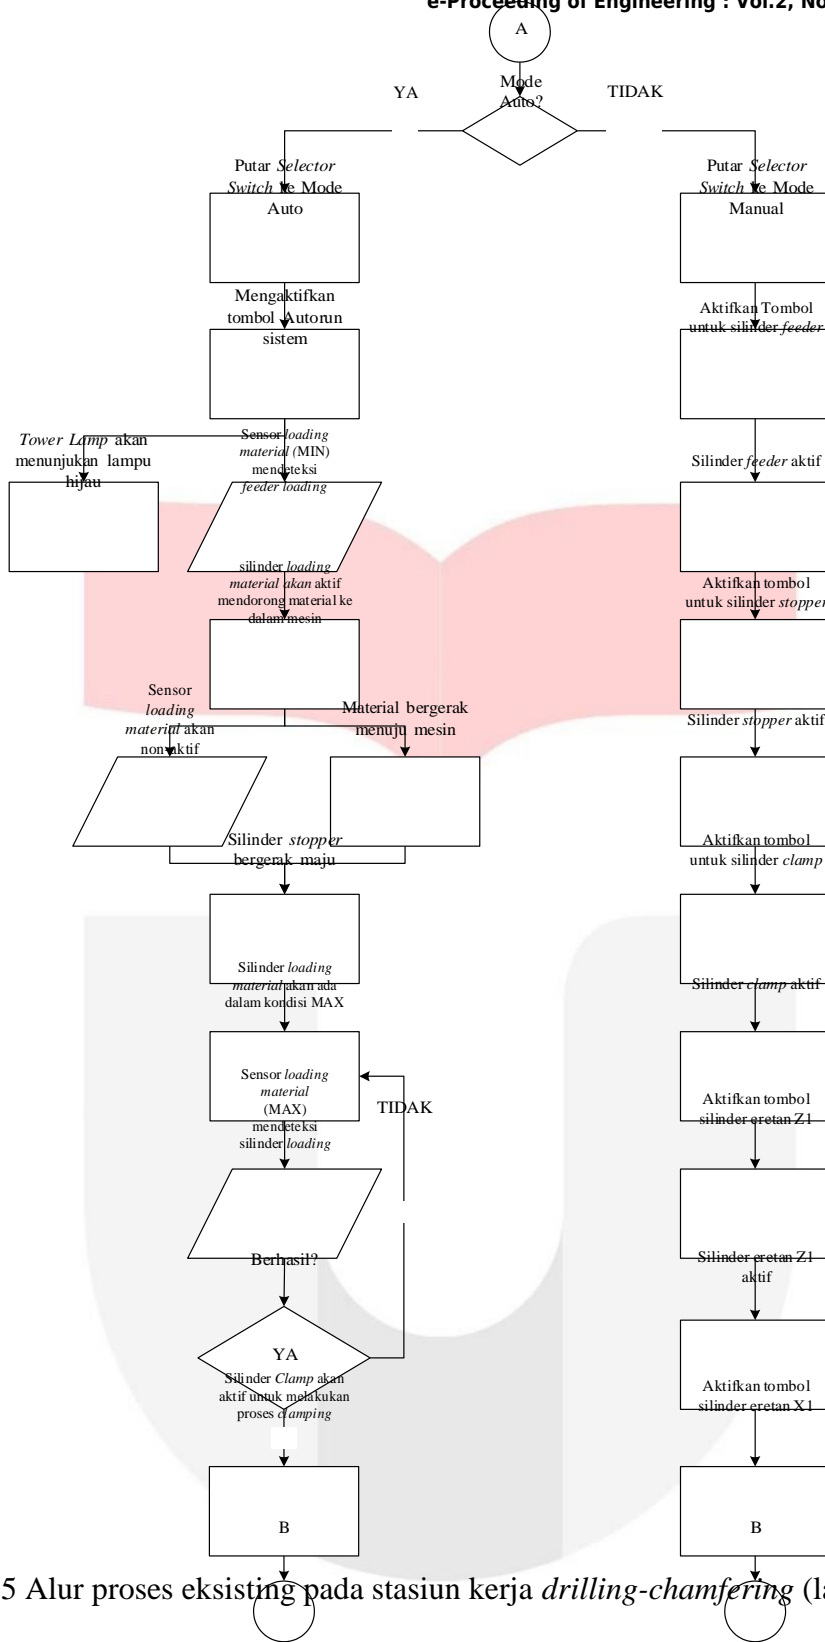 e-Proceeding of Engineering : Vol.2, No
A
Mode
Auto?
YA
TIDAK
Putar Selector
Switch ke Mode
Auto
Mengaktifkan
tombol Autorun
sistem
Tower Lamp akan
menunjukan lampu
hijau
Sensor loading
material (MIN)
mendeteksi
feeder loading
silinder loading
material akan aktif
mendorong material ke
dalam mesin
Sensor
loading
material akan
non-aktif
Material bergerak
menuju mesin
Silinder stopper
bergerak maju
Silinder loading
material akan ada
dalam kondisi MAX
Sensor loading
material
(MAX)
mendeteksi
silinder loading
TIDAK
Berhasil?
YA
Silinder Clamp akan
aktif untuk melakukan
proses clamping
B
Putar Selector
Switch ke Mode
Manual
Aktifkan Tombol
untuk silinder feeder
Silinder feeder aktif
Aktifkan tombol
untuk silinder stopper
Silinder stopper aktif
Aktifkan tombol
untuk silinder clamp
Silinder clamp aktif
Aktifkan tombol
silinder eretan Z1
Silinder eretan Z1
aktif
Aktifkan tombol
silinder eretan X1
B
5 Alur proses eksisting pada stasiun kerja drilling-chamfering (la